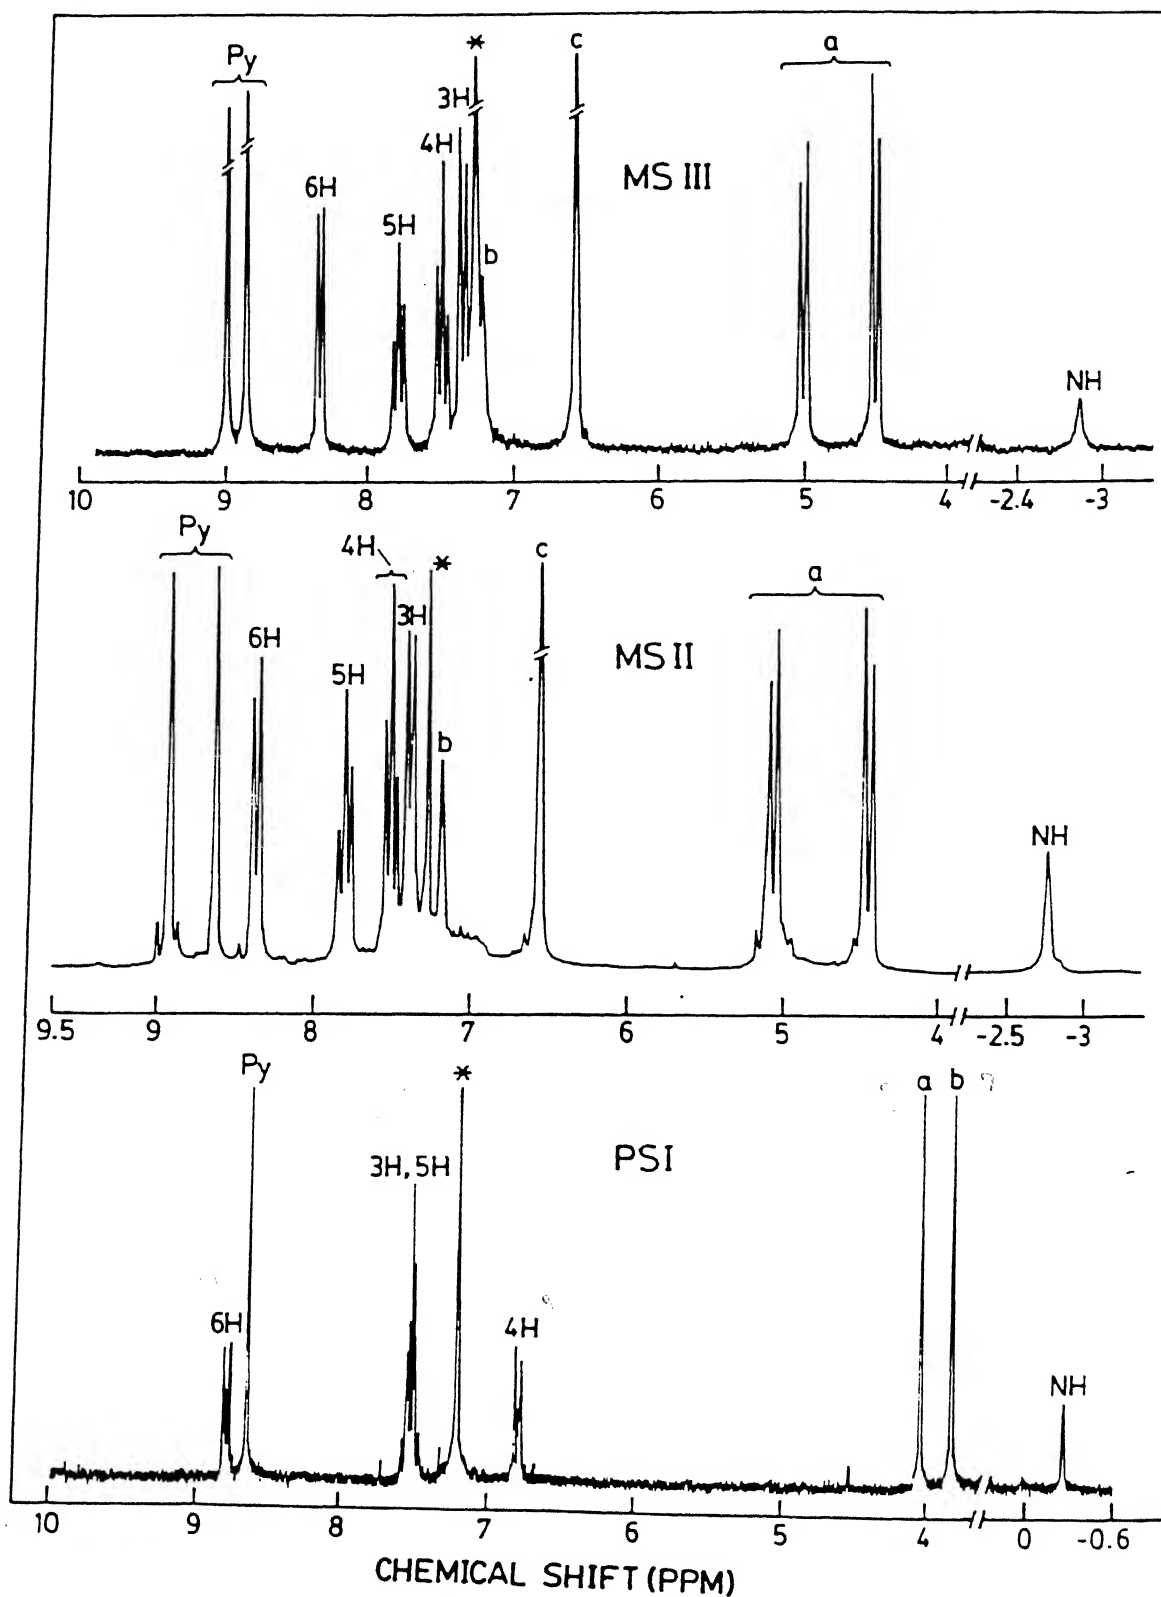 Py
*
c
a
3H
4H
MS III
6H
5H
b
NH
10 9 8 7 6 5 4 -2.4 -3
Py
4H
*
c
a
3H
6H
MS II
5H
b
NH
9.5 9 8 7 6 5 4 -2.5 -3
Py
*
a b
3H, 5H
PSI
6H
4H
NH
10 9 8 7 6 5 4 0 -0.6
CHEMICAL SHIFT (PPM)